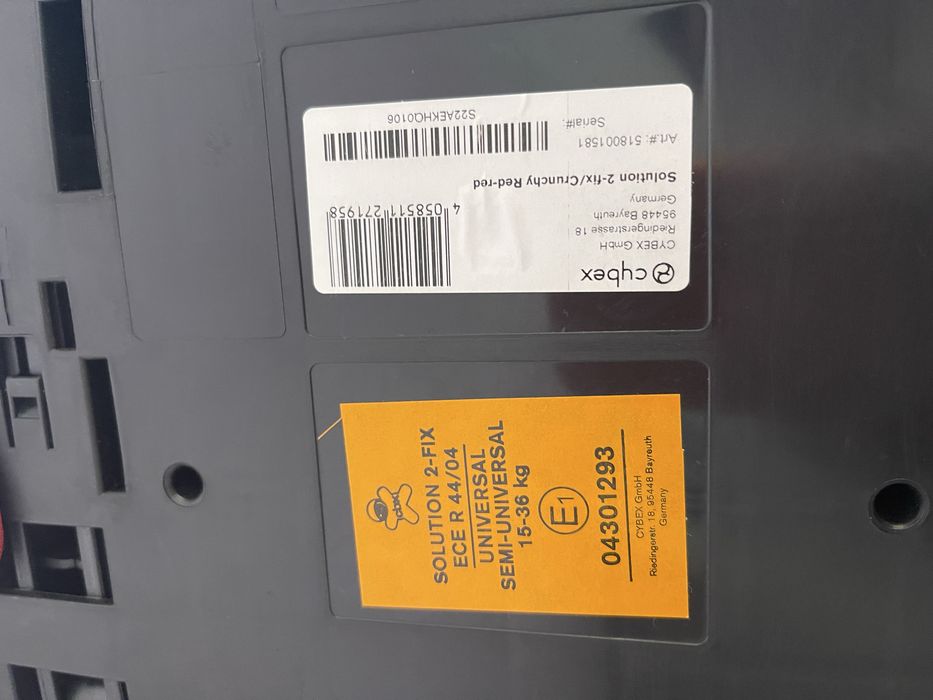 cybex
CYBEX GmbH
Riedingerstrasse 18
95448 Bayreuth
Germany
4 058511 271958
Solution 2-fix/Crunchy Red-red
Art.#: 518001581
Serial#:
S22AEKHQ0106
cbx
SOLUTION 2-FIX
ECE R 44/04
UNIVERSAL
SEMI-UNIVERSAL
15-36 kg
E1
04301293
CYBEX GmbH
Riedingerstr. 18, 95448 Bayreuth
Germany